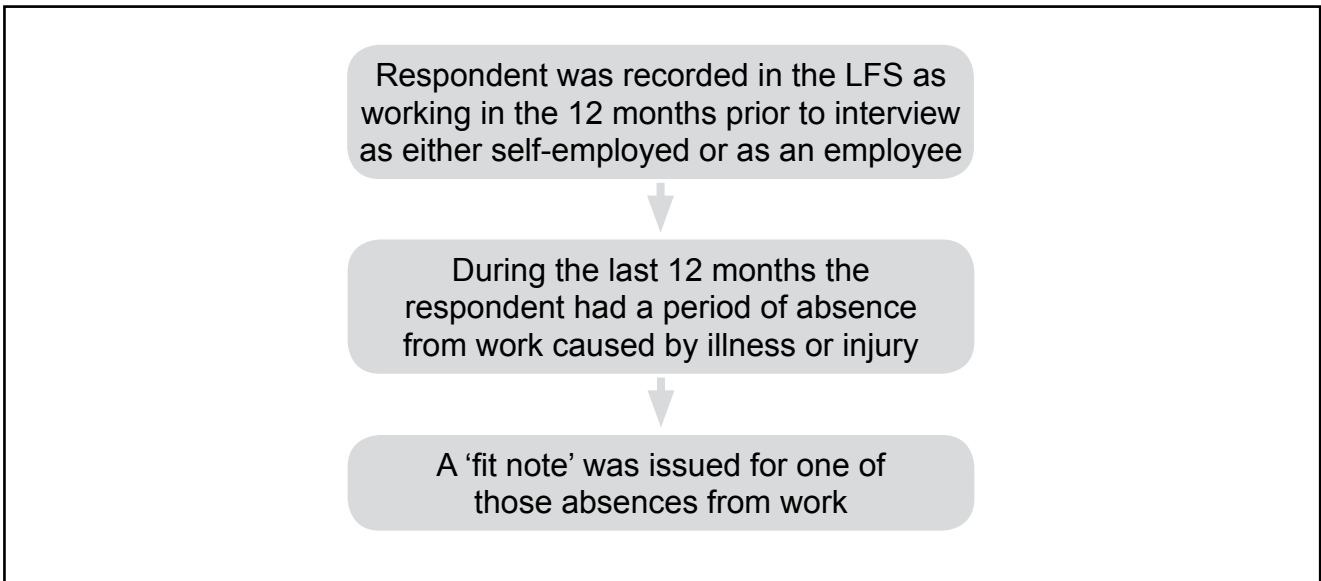 Respondent was recorded in the LFS as
working in the 12 months prior to interview
as either self-employed or as an employee
During the last 12 months the
respondent had a period of absence
from work caused by illness or injury
A ‘fit note’ was issued for one of
those absences from work